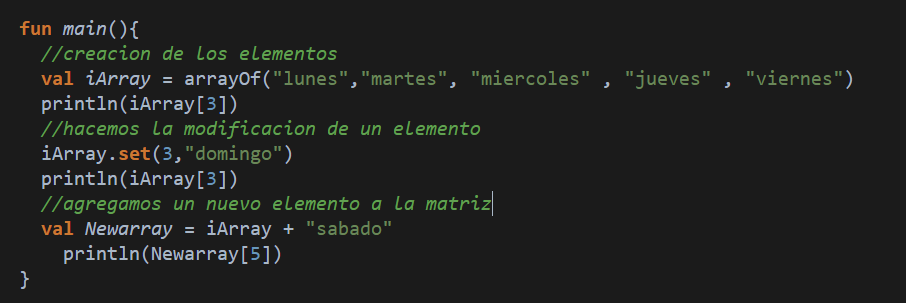 fun main(){
//creacion de los elementos
val iArray = arrayOf("lunes","martes", "miercoles" , "jueves" , "viernes")
println(iArray[3])
//hacemos la modificacion de un elemento
iArray.set(3,"domingo")
println(iArray[3])
//agregamos un nuevo elemento a la matriz
val Newarray = iArray + "sabado"
println(Newarray[5])
}